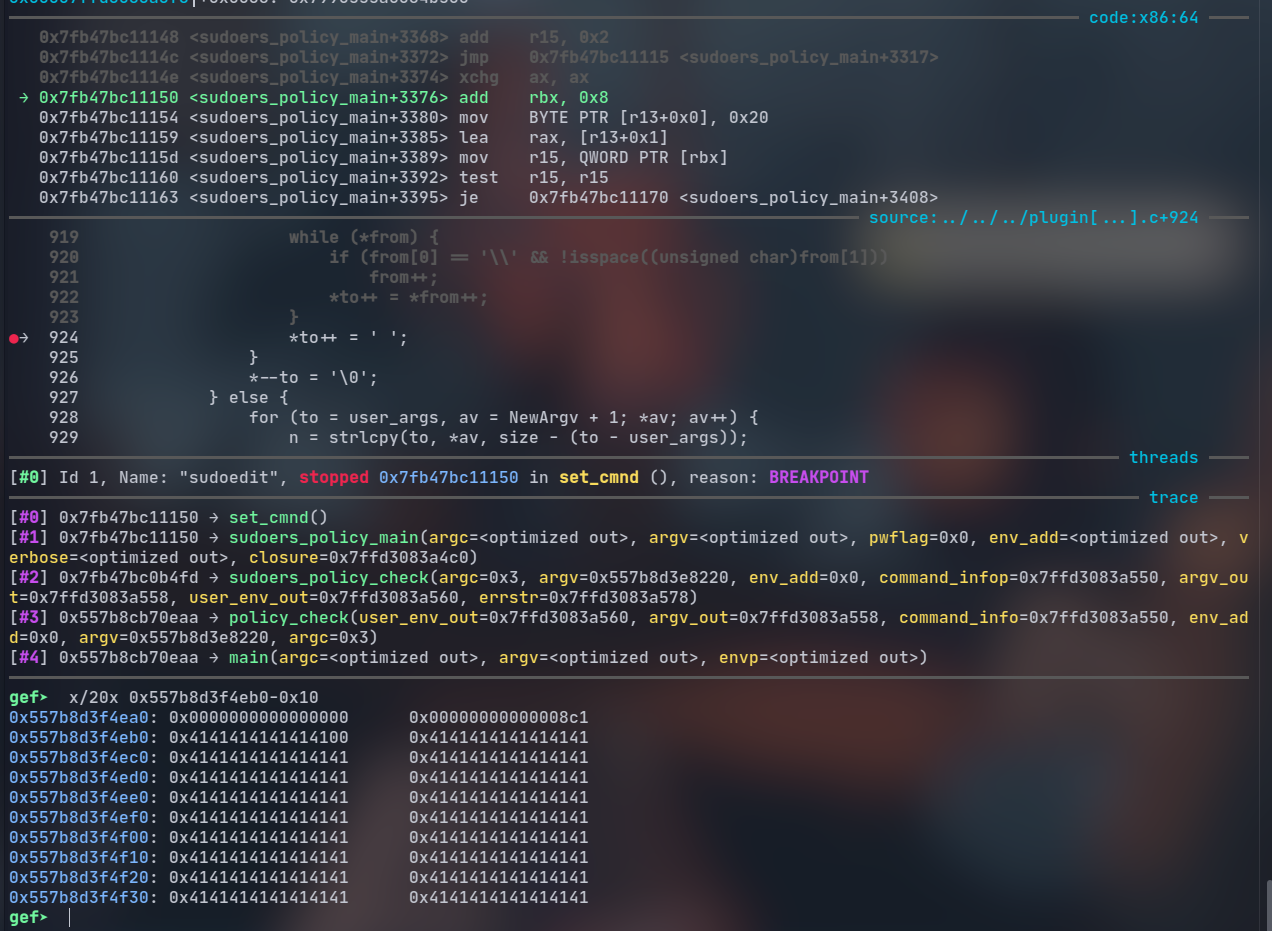 code:x86:64
0x7fb47bc11148 <sudoers_policy_main+3368> add    r15, 0x2
0x7fb47bc1114c <sudoers_policy_main+3372> jmp    0x7fb47bc11115 <sudoers_policy_main+3317>
0x7fb47bc1114e <sudoers_policy_main+3374> xchg   ax, ax
→ 0x7fb47bc11150 <sudoers_policy_main+3376> add    rbx, 0x8
0x7fb47bc11154 <sudoers_policy_main+3380> mov    BYTE PTR [r13+0x0], 0x20
0x7fb47bc11159 <sudoers_policy_main+3385> lea    rax, [r13+0x1]
0x7fb47bc1115d <sudoers_policy_main+3389> mov    r15, QWORD PTR [rbx]
0x7fb47bc11160 <sudoers_policy_main+3392> test   r15, r15
0x7fb47bc11163 <sudoers_policy_main+3395> je     0x7fb47bc11170 <sudoers_policy_main+3408>
source:../../../plugin[...].c+924
919                     while (*from) {
920                         if (from[0] == '\\' && !isspace((unsigned char)from[1]))
921                             from++;
922                         *to++ = *from++;
923                     }
●→ 924                     *to++ = ' ';
925                 }
926                 *--to = '\0';
927             } else {
928                 for (to = user_args, av = NewArgv + 1; *av; av++) {
929                     n = strlcpy(to, *av, size - (to - user_args));
threads
[#0] Id 1, Name: "sudoedit", stopped 0x7fb47bc11150 in set_cmnd (), reason: BREAKPOINT
trace
[#0] 0x7fb47bc11150 → set_cmnd()
[#1] 0x7fb47bc11150 → sudoers_policy_main(argc=<optimized out>, argv=<optimized out>, pwflag=0x0, env_add=<optimized out>, v
erbose=<optimized out>, closure=0x7ffd3083a4c0)
[#2] 0x7fb47bc0b4fd → sudoers_policy_check(argc=0x3, argv=0x557b8d3e8220, env_add=0x0, command_infop=0x7ffd3083a550, argv_ou
t=0x7ffd3083a558, user_env_out=0x7ffd3083a560, errstr=0x7ffd3083a578)
[#3] 0x557b8cb70eaa → policy_check(user_env_out=0x7ffd3083a560, argv_out=0x7ffd3083a558, command_info=0x7ffd3083a550, env_ad
d=0x0, argv=0x557b8d3e8220, argc=0x3)
[#4] 0x557b8cb70eaa → main(argc=<optimized out>, argv=<optimized out>, envp=<optimized out>)
gef➤  x/20x 0x557b8d3f4eb0-0x10
0x557b8d3f4ea0: 0x0000000000000000      0x00000000000008c1
0x557b8d3f4eb0: 0x4141414141414100      0x4141414141414141
0x557b8d3f4ec0: 0x4141414141414141      0x4141414141414141
0x557b8d3f4ed0: 0x4141414141414141      0x4141414141414141
0x557b8d3f4ee0: 0x4141414141414141      0x4141414141414141
0x557b8d3f4ef0: 0x4141414141414141      0x4141414141414141
0x557b8d3f4f00: 0x4141414141414141      0x4141414141414141
0x557b8d3f4f10: 0x4141414141414141      0x4141414141414141
0x557b8d3f4f20: 0x4141414141414141      0x4141414141414141
0x557b8d3f4f30: 0x4141414141414141      0x4141414141414141
gef➤